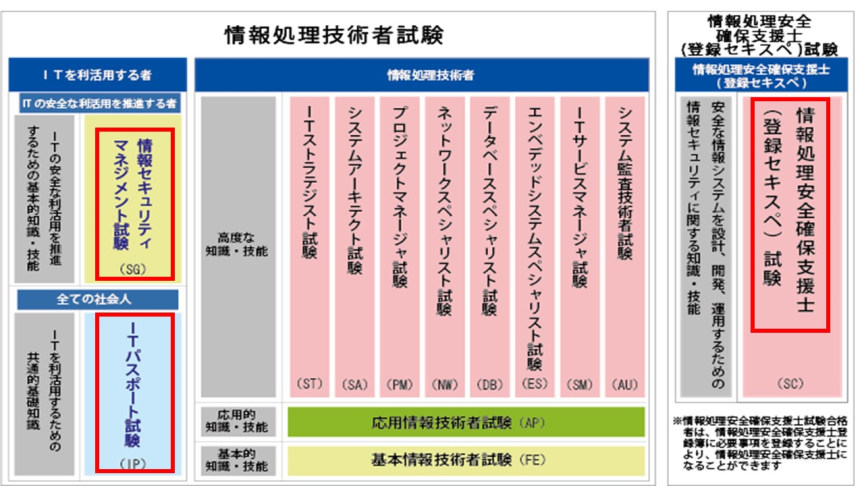 情報処理技術者試験
ITを利活用する者
ITの安全な利活用を推進する者
ITの安全な利活用を推進
するための基本的知識・技能
情報セキュリティ
マネジメント試験
(SG)
全ての社会人
ITを利活用するための
共通的基礎知識
ITパスポート試験
(IP)
情報処理技術者
高度な
知識・技能
ITストラテジスト試験
(ST)
システムアーキテクト試験
(SA)
プロジェクトマネージャ試験
(PM)
ネットワークスペシャリスト試験
(NW)
データベーススペシャリスト試験
(DB)
エンベデッドシステムスペシャリスト試験
(ES)
ITサービスマネージャ試験
(SM)
システム監査技術者試験
(AU)
応用的
知識・技能
応用情報技術者試験(AP)
基本的
知識・技能
基本情報技術者試験(FE)
情報処理安全
確保支援士
(登録セキスペ)試験
情報処理安全確保支援士
(登録セキスペ)
安全な情報システムを設計、開発、運用するための
情報セキュリティに関する知識・技能
情報処理安全確保支援士
(登録セキスペ)試験
(SC)
※情報処理安全確保支援士試験合格
者は、情報処理安全確保支援士登
録簿に必要事項を登録することに
より、情報処理安全確保支援士に
なることができます